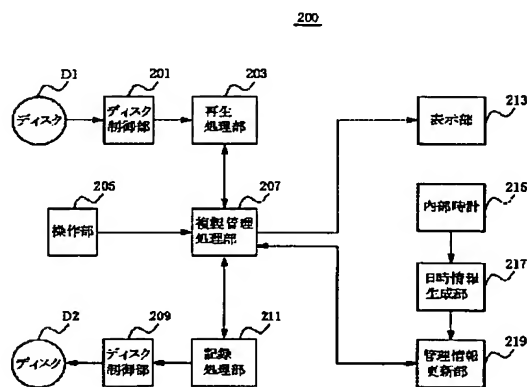 200
D1
ディスク
201
ディスク
制御部
203
再生
処理部
213
表示部
205
操作部
207
複製管理
処理部
215
内部時計
217
日時情報
生成部
D2
ディスク
209
ディスク
制御部
211
記録
処理部
219
管理情報
更新部